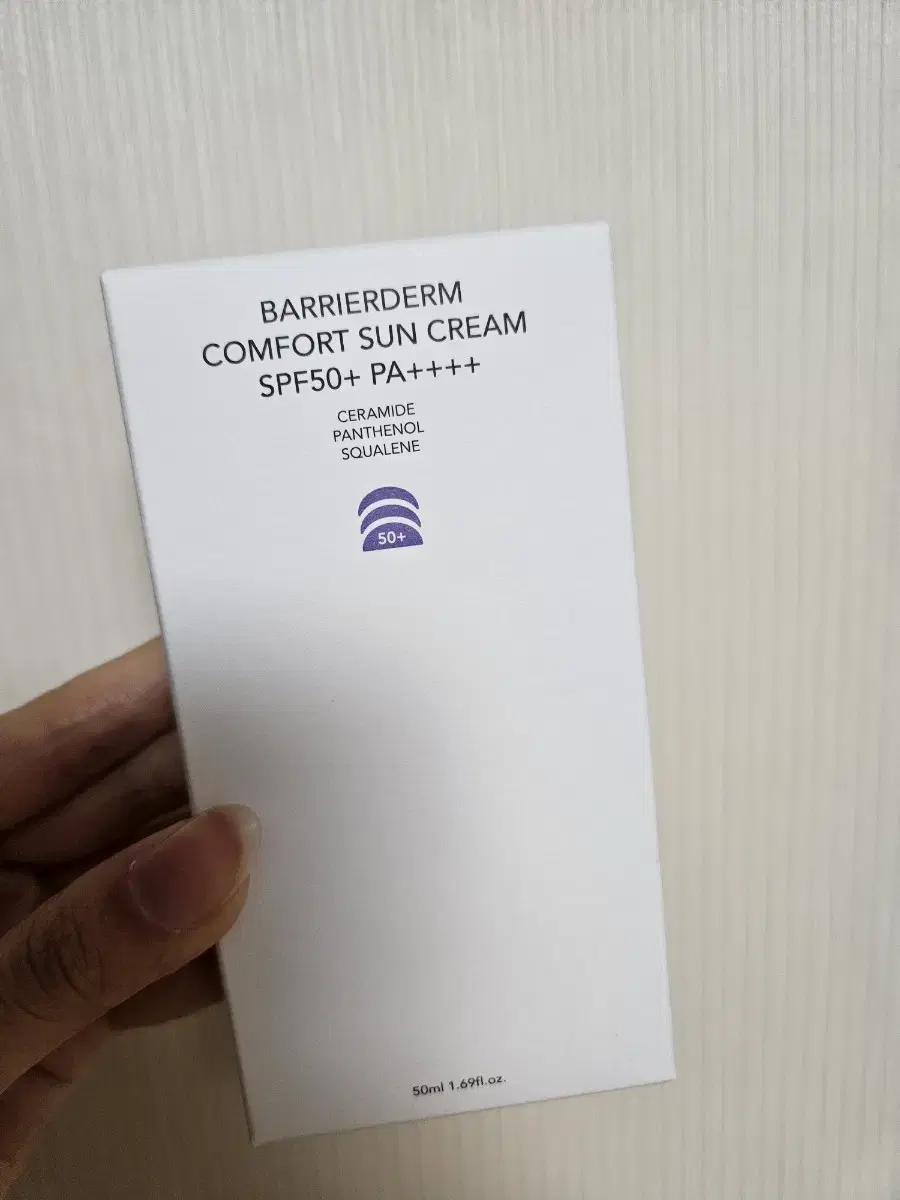 BARRIERDERM
COMFORT SUN CREAM
SPF50+ PA++++
CERAMIDE
PANTHENOL
SQUALENE
50+
50ml 1.69fl.oz.